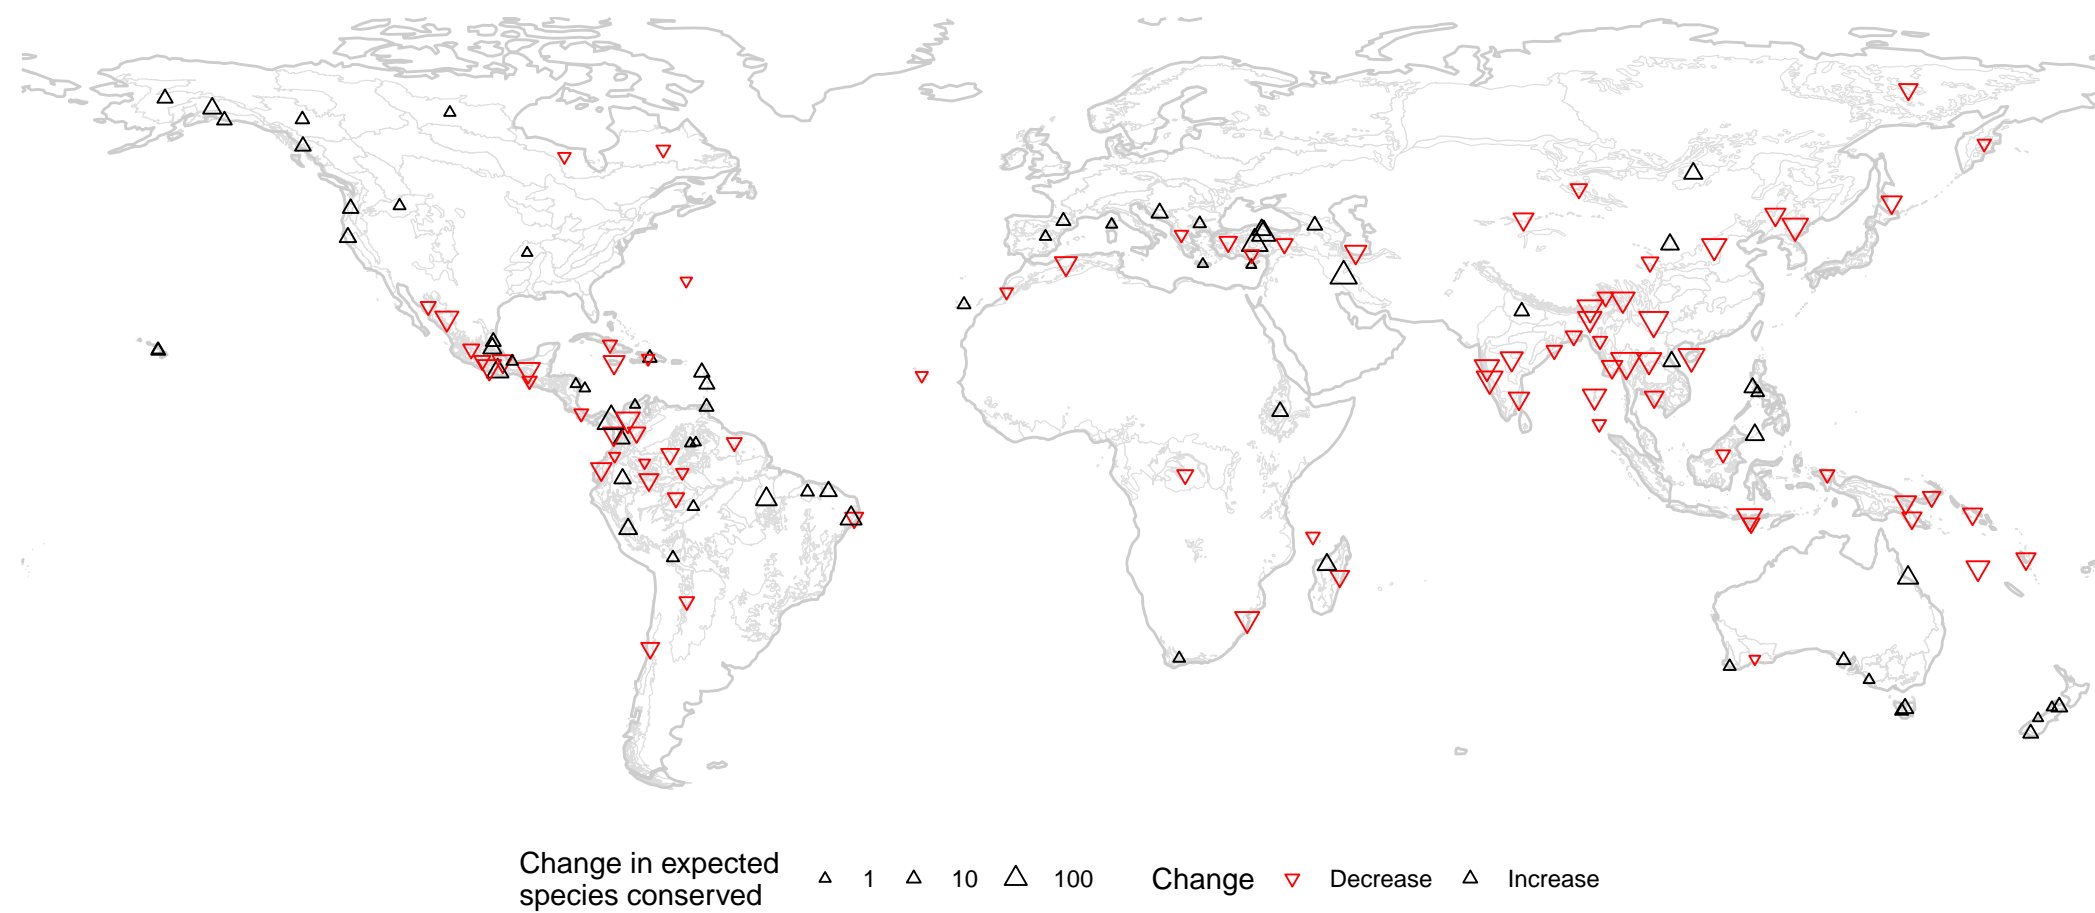 Change in expected
species conserved
1
10
100
Change
Decrease
Increase